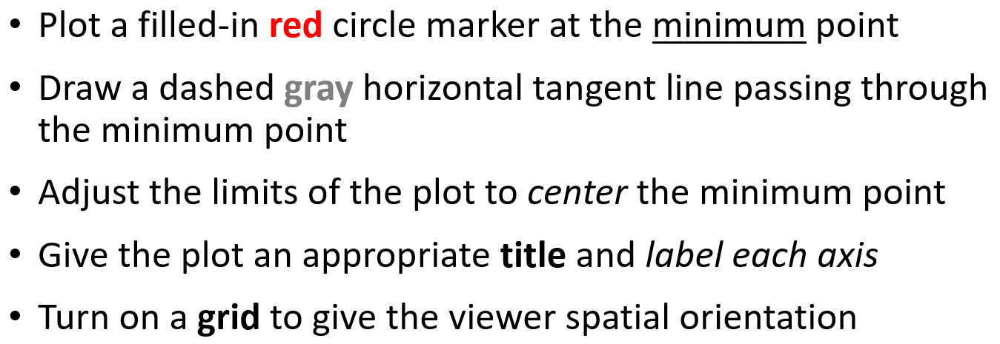 • Plot a filled-in red circle marker at the minimum point
• Draw a dashed gray horizontal tangent line passing through
the minimum point
• Adjust the limits of the plot to center the minimum point
• Give the plot an appropriate title and label each axis
• Turn on a grid to give the viewer spatial orientation